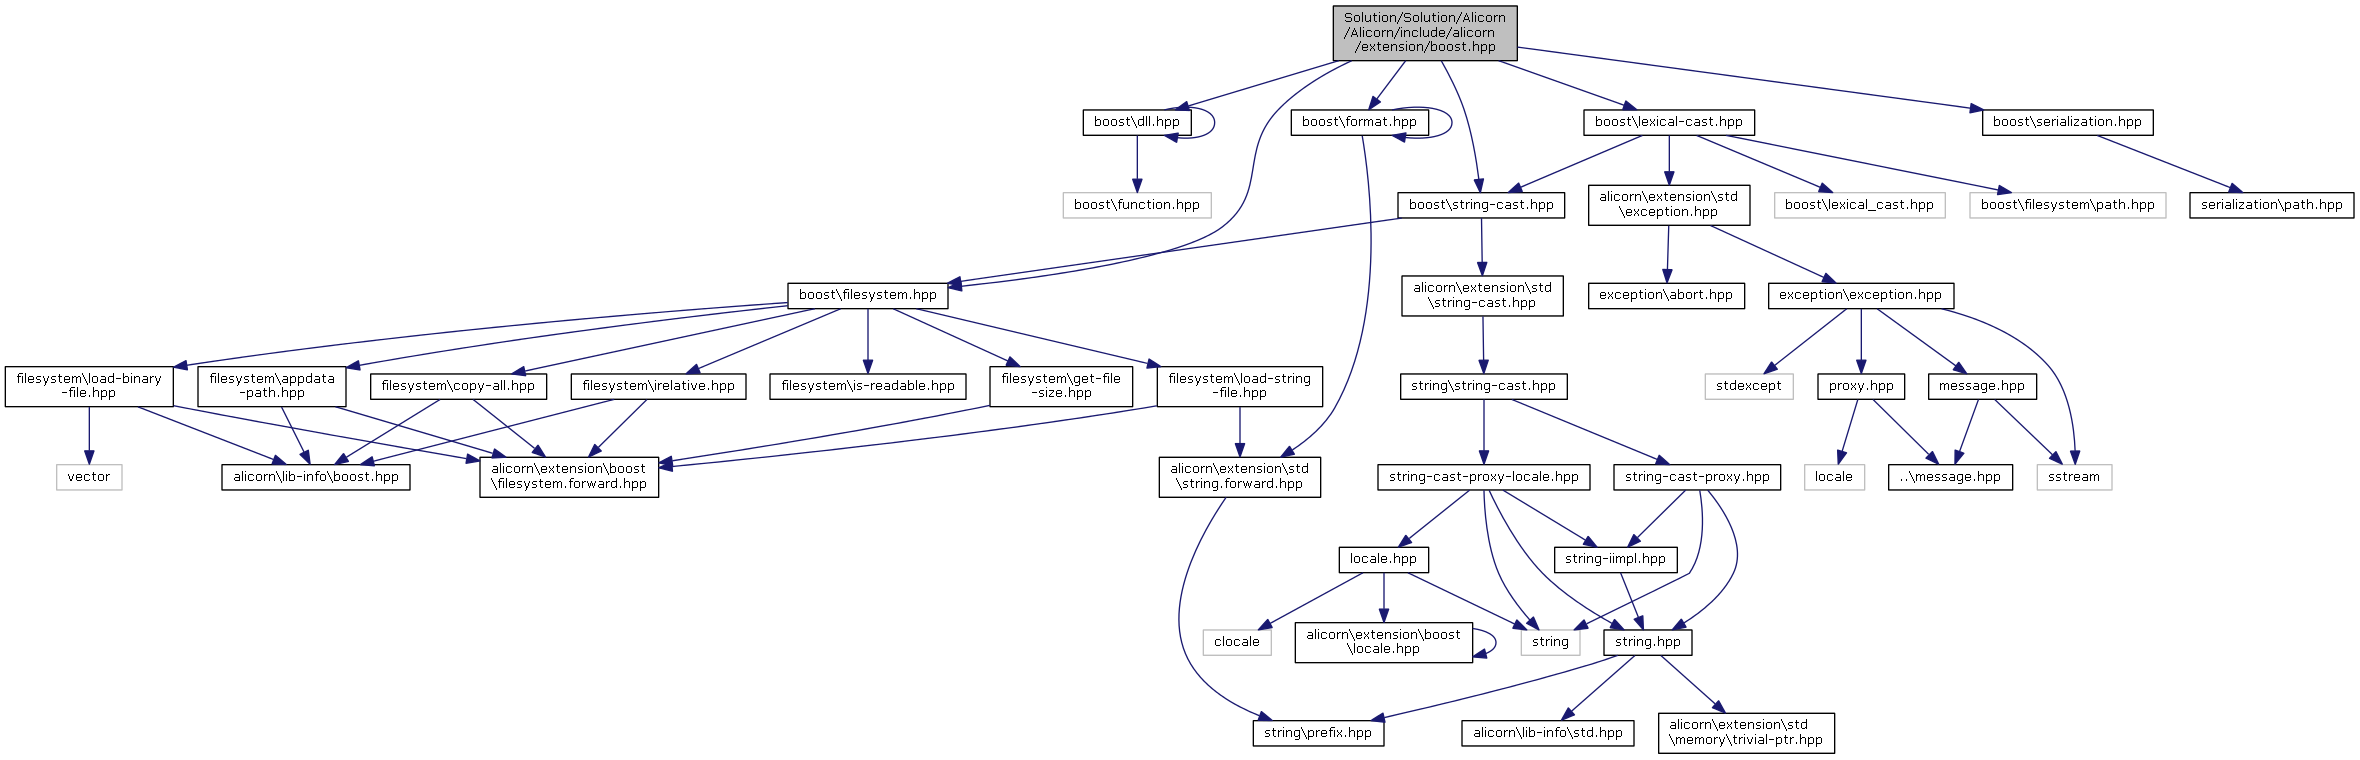 Solution/Solution/Alicorn
/Alicorn/include/alicorn
/extension/boost.hpp
boost\dll.hpp
boost\format.hpp
boost\lexical-cast.hpp
boost\serialization.hpp
boost\function.hpp
boost\string-cast.hpp
alicorn\extension\std
\exception.hpp
boost\lexical_cast.hpp
boost\filesystem\path.hpp
serialization\path.hpp
boost\filesystem.hpp
alicorn\extension\std
\string-cast.hpp
exception\abort.hpp
exception\exception.hpp
filesystem\load-binary
-file.hpp
filesystem\appdata
-path.hpp
filesystem\copy-all.hpp
filesystem\irelative.hpp
filesystem\is-readable.hpp
filesystem\get-file
-size.hpp
filesystem\load-string
-file.hpp
string\string-cast.hpp
stdexcept
proxy.hpp
message.hpp
vector
alicorn\lib-info\boost.hpp
alicorn\extension\boost
\filesystem.forward.hpp
alicorn\extension\std
\string.forward.hpp
string-cast-proxy-locale.hpp
string-cast-proxy.hpp
locale
..\message.hpp
sstream
locale.hpp
string-iimpl.hpp
clocale
alicorn\extension\boost
\locale.hpp
string
string.hpp
string\prefix.hpp
alicorn\lib-info\std.hpp
alicorn\extension\std
\memory\trivial-ptr.hpp